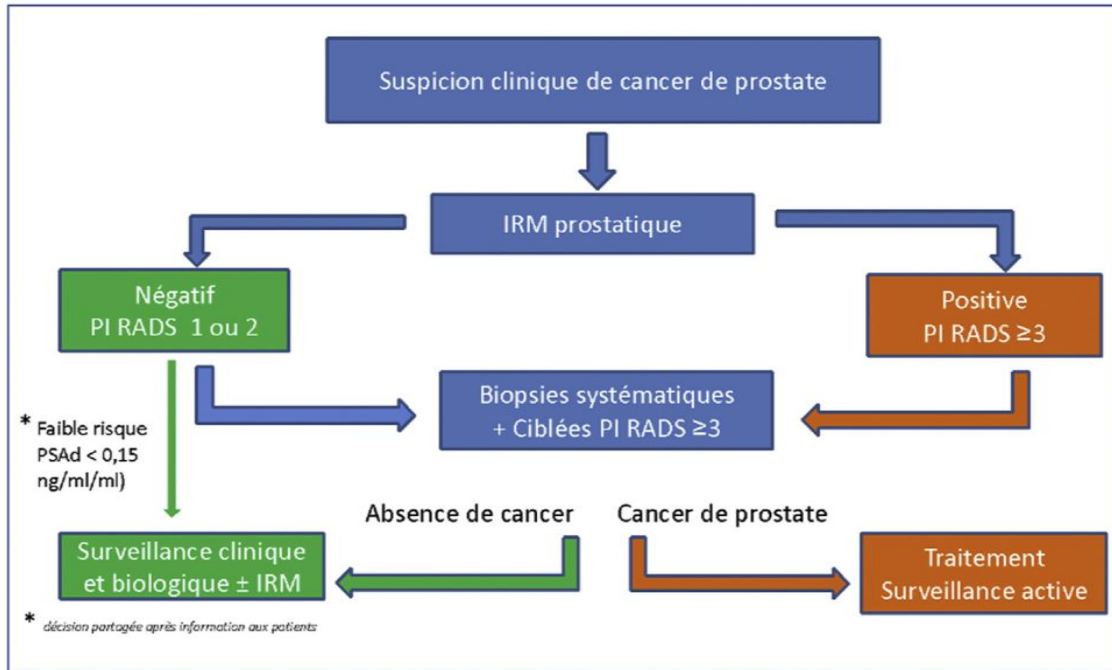 Suspicion clinique de cancer de prostate
IRM prostatique
Négatif
PI RADS 1 ou 2
Positive
PI RADS ≥3
Biopsies systématiques
+ Ciblées PI RADS ≥3
* Faible risque
PSAd < 0,15
ng/ml/ml)
Absence de cancer
Cancer de prostate
Surveillance clinique
et biologique ± IRM
Traitement
Surveillance active
* décision partagée après information aux patients